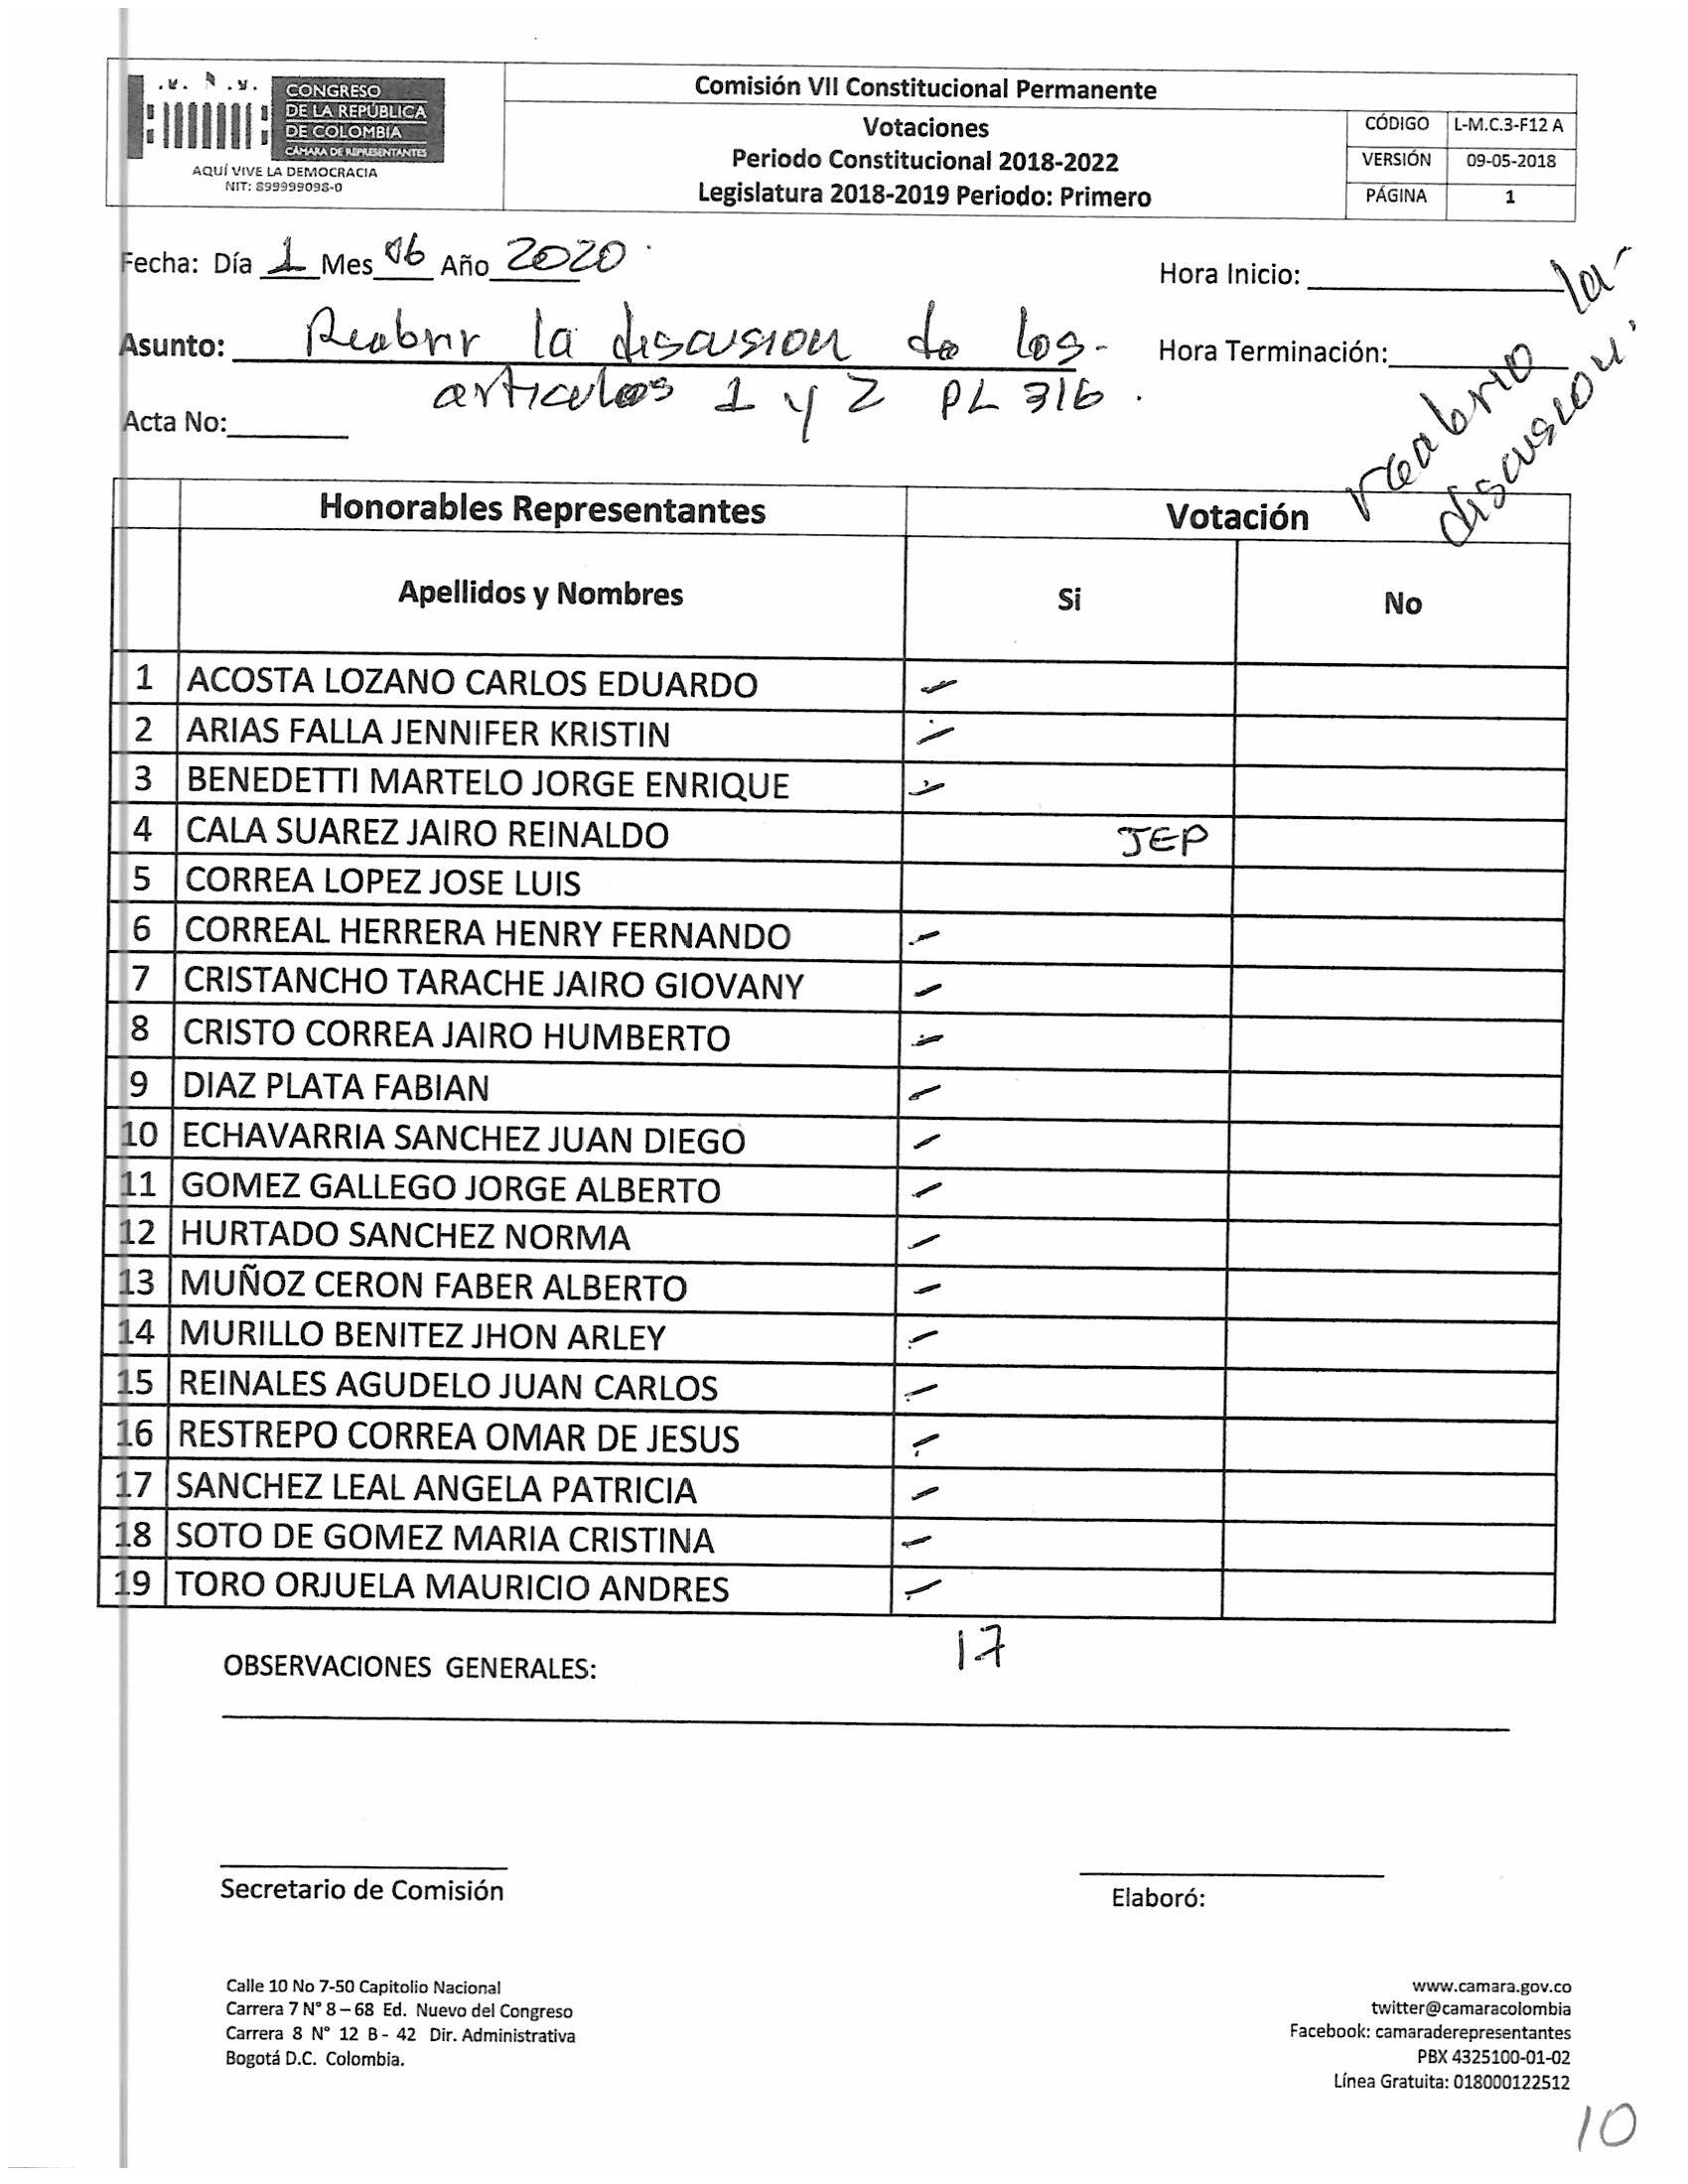 CONGRESO
DE LA REPÚBLICA
DE COLOMBIA
CÁMARA DE REPRESENTANTES
AQUÍ VIVE LA DEMOCRACIA
NIT: 899999098-0
Comisión VII Constitucional Permanente
Votaciones
Periodo Constitucional 2018-2022
Legislatura 2018-2019 Periodo: Primero
CÓDIGO L-M.C.3-F12 A
VERSIÓN 09-05-2018
PÁGINA 1
Fecha: Día 1 Mes 06 Año 2020
Hora Inicio:
Asunto: Reabrir la discusion de los
articulos 1 y 2 PL 316.
Hora Terminación:
Acta No:
reabrio la
discusion.
Honorables Representantes Votación
Apellidos y Nombres Si No
1 ACOSTA LOZANO CARLOS EDUARDO
2 ARIAS FALLA JENNIFER KRISTIN
3 BENEDETTI MARTELO JORGE ENRIQUE
4 CALA SUAREZ JAIRO REINALDO JEP
5 CORREA LOPEZ JOSE LUIS
6 CORREAL HERRERA HENRY FERNANDO
7 CRISTANCHO TARACHE JAIRO GIOVANY
8 CRISTO CORREA JAIRO HUMBERTO
9 DIAZ PLATA FABIAN
10 ECHAVARRIA SANCHEZ JUAN DIEGO
11 GOMEZ GALLEGO JORGE ALBERTO
12 HURTADO SANCHEZ NORMA
13 MUÑOZ CERON FABER ALBERTO
14 MURILLO BENITEZ JHON ARLEY
15 REINALES AGUDELO JUAN CARLOS
16 RESTREPO CORREA OMAR DE JESUS
17 SANCHEZ LEAL ANGELA PATRICIA
18 SOTO DE GOMEZ MARIA CRISTINA
19 TORO ORJUELA MAURICIO ANDRES
17
OBSERVACIONES GENERALES:
Secretario de Comisión
Elaboró:
Calle 10 No 7-50 Capitolio Nacional
Carrera 7 N° 8 – 68 Ed. Nuevo del Congreso
Carrera 8 N° 12 B - 42 Dir. Administrativa
Bogotá D.C. Colombia.
www.camara.gov.co
twitter@camaracolombia
Facebook: camaraderepresentantes
PBX 4325100-01-02
Línea Gratuita: 018000122512
10